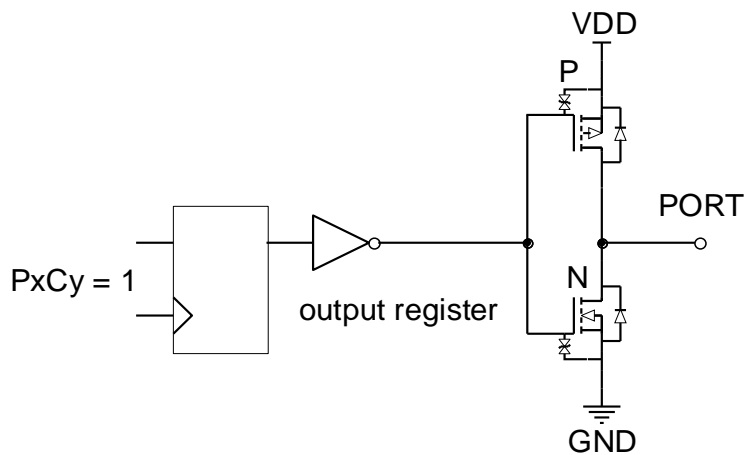 VDD
P
PORT
PxCy = 1
N
output register
GND